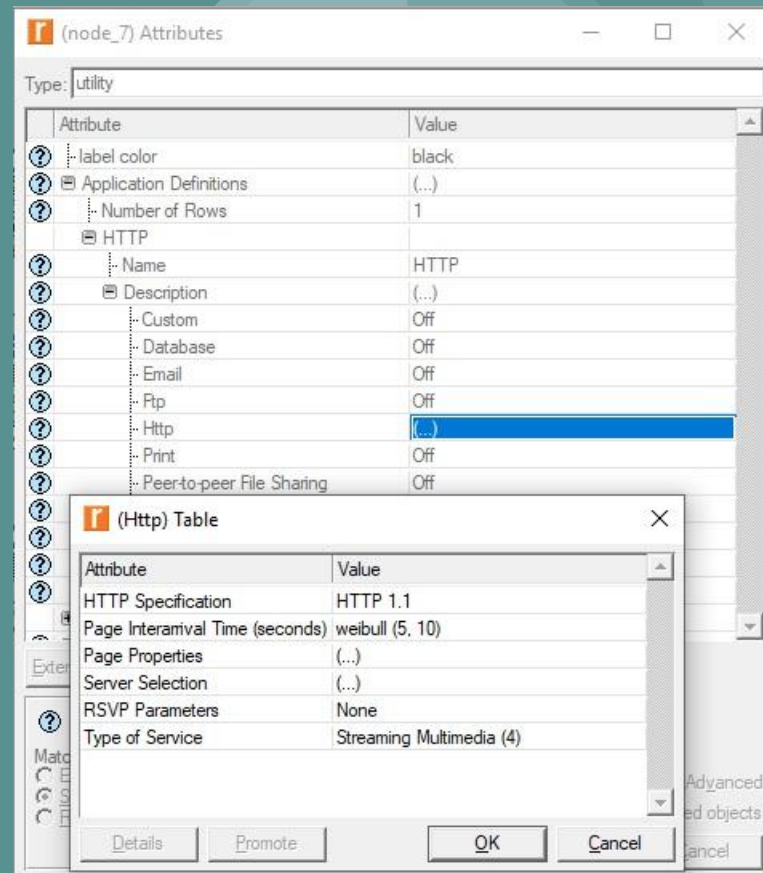 (node_7) Attributes
Type: utility
Attribute Value
label color black
Application Definitions (...)
Number of Rows 1
HTTP
Name HTTP
Description (...)
Custom Off
Database Off
Email Off
Ftp Off
Http (...)
Print Off
Peer-to-peer File Sharing Off
(Http) Table
Attribute Value
HTTP Specification HTTP 1.1
Page Interarrival Time (seconds) weibull (5, 10)
Page Properties (...)
Server Selection (...)
RSVP Parameters None
Type of Service Streaming Multimedia (4)
Details Promote OK Cancel
Advanced